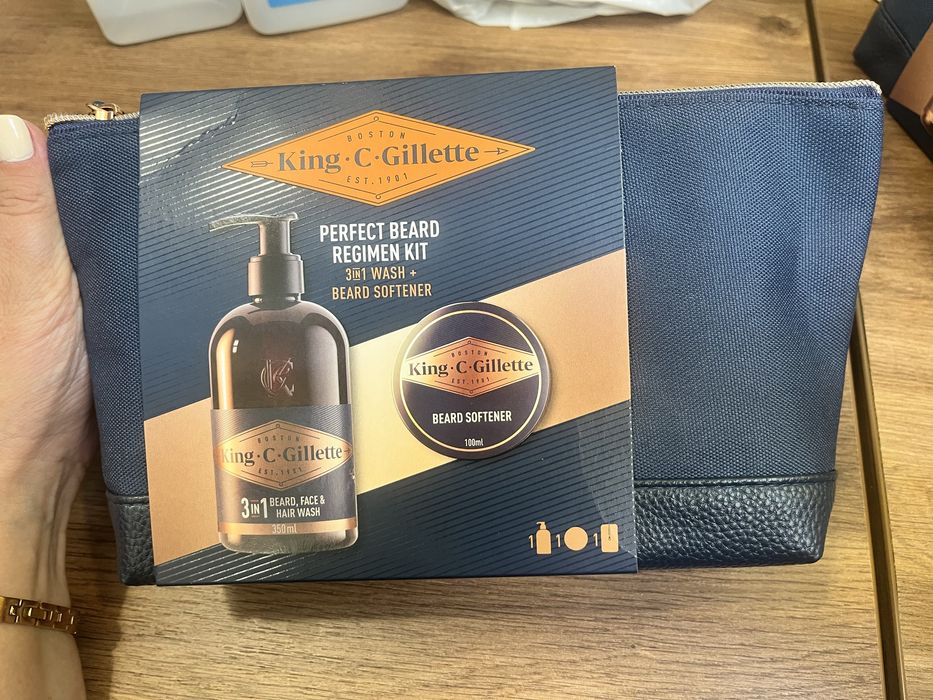 BOSTON
King·C·Gillette
EST.1901
PERFECT BEARD
REGIMEN KIT
3IN1 WASH +
BEARD SOFTENER
BOSTON
King·C·Gillette
EST.1901
BEARD SOFTENER
100ml
BOSTON
King·C·Gillette
EST.1901
3IN1 BEARD, FACE &
HAIR WASH
350ml
1 1 1